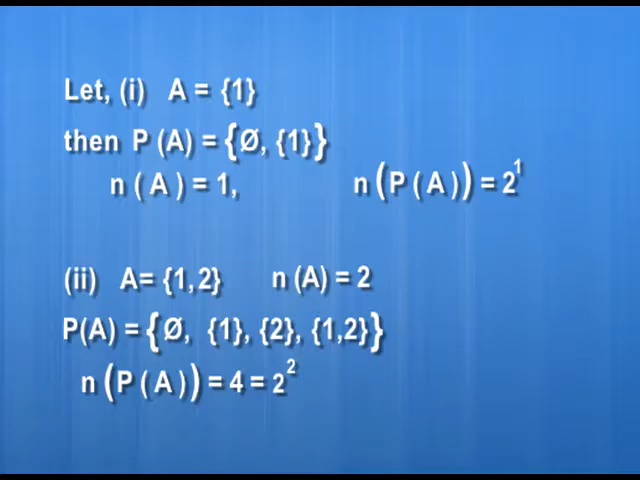 Let, (i) A = {1}
then P (A) = {Ø, {1}}
n ( A ) = 1, n (P ( A )) = 2¹
(ii) A= {1, 2} n (A) = 2
P(A) = {Ø, {1}, {2}, {1,2}}
n (P ( A )) = 4 = 2²